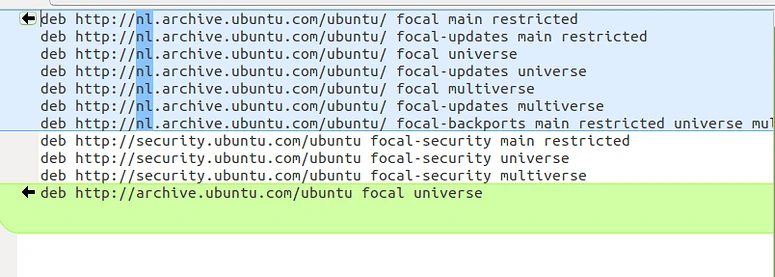 deb http://nl.archive.ubuntu.com/ubuntu/ focal main restricted
deb http://nl.archive.ubuntu.com/ubuntu/ focal-updates main restricted
deb http://nl.archive.ubuntu.com/ubuntu/ focal universe
deb http://nl.archive.ubuntu.com/ubuntu/ focal-updates universe
deb http://nl.archive.ubuntu.com/ubuntu/ focal multiverse
deb http://nl.archive.ubuntu.com/ubuntu/ focal-updates multiverse
deb http://nl.archive.ubuntu.com/ubuntu/ focal-backports main restricted universe mul
deb http://security.ubuntu.com/ubuntu focal-security main restricted
deb http://security.ubuntu.com/ubuntu focal-security universe
deb http://security.ubuntu.com/ubuntu focal-security multiverse
deb http://archive.ubuntu.com/ubuntu focal universe